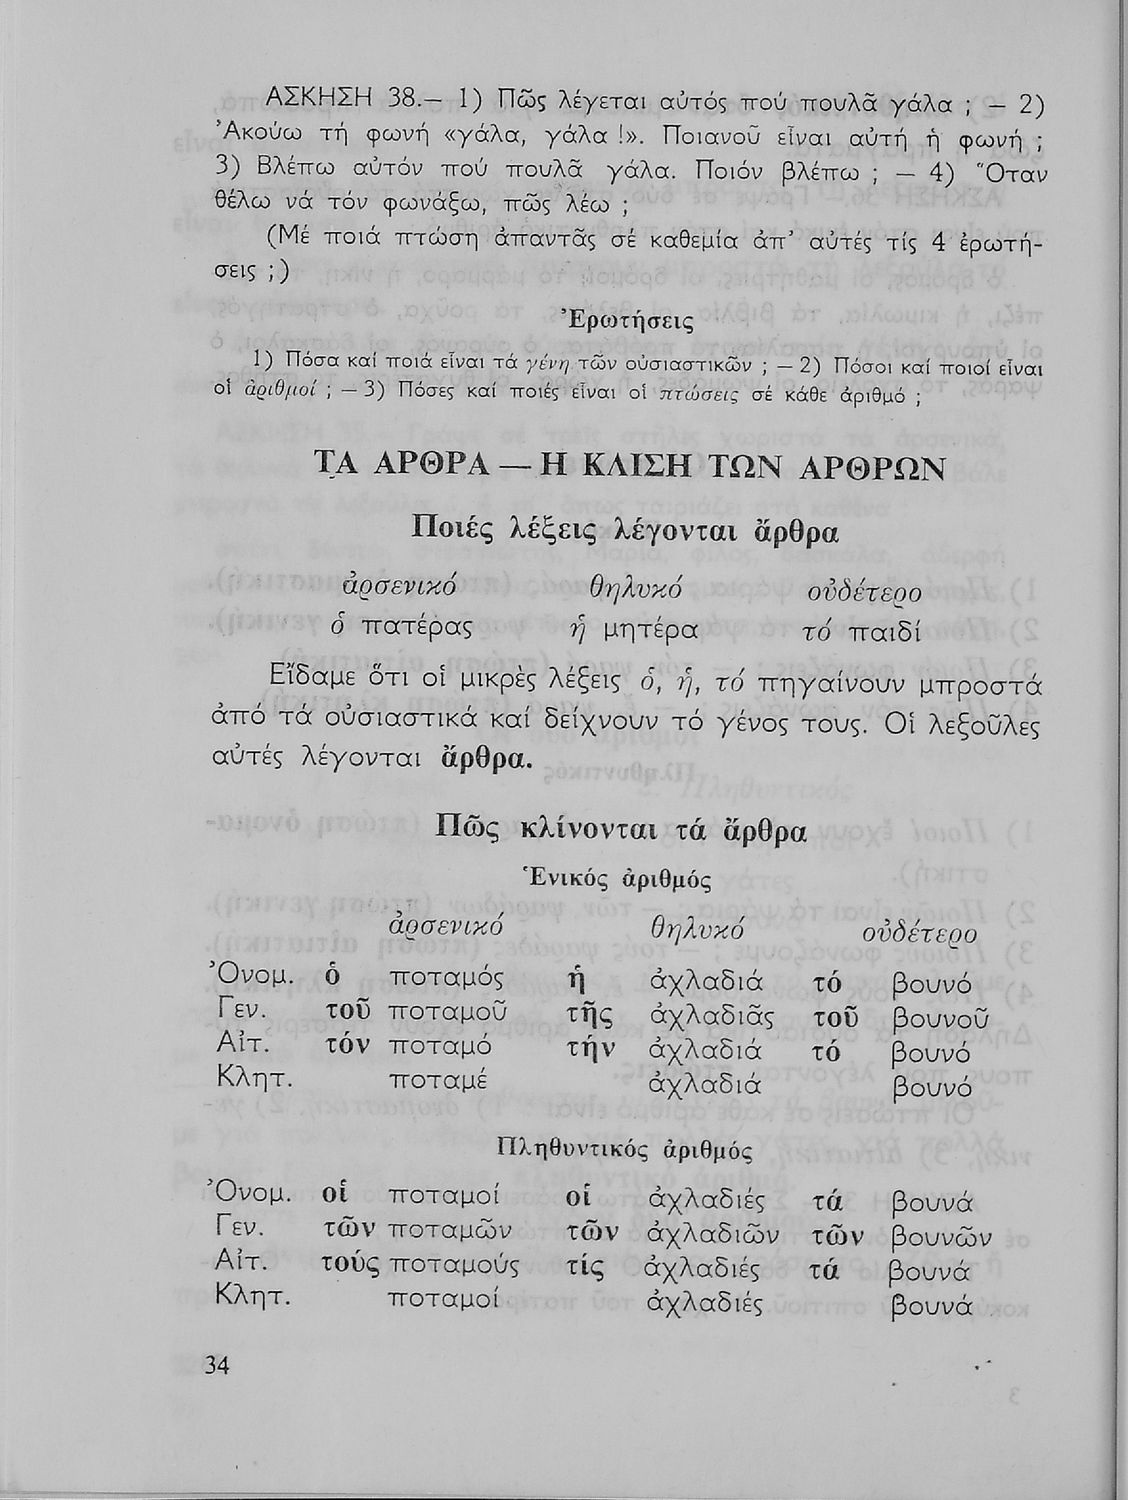 ΑΣΚΗΣΗ 38.— 1) Πῶς λέγεται αὐτός πού πουλᾶ γάλα ; — 2)
Ἀκούω τή φωνή «γάλα, γάλα !». Ποιανοῦ εἶναι αὐτή ἡ φωνή ;
3) Βλέπω αὐτόν πού πουλᾶ γάλα. Ποιόν βλέπω ; — 4) Ὅταν
θέλω νά τόν φωνάξω, πῶς λέω ;
(Μέ ποιά πτώση ἀπαντᾶς σέ καθεμία ἀπ’ αὐτές τίς 4 ἐρωτή-
σεις ;)
Ἐρωτήσεις
1) Πόσα καί ποιά εἶναι τά γένη τῶν οὐσιαστικῶν ; — 2) Πόσοι καί ποιοί εἶναι
οἱ ἀριθμοί ; — 3) Πόσες καί ποιές εἶναι οἱ πτώσεις σέ κάθε ἀριθμό ;
ΤΑ ΑΡΘΡΑ — Η ΚΛΙΣΗ ΤΩΝ ΑΡΘΡΩΝ
Ποιές λέξεις λέγονται ἄρθρα
ἀρσενικό θηλυκό οὐδέτερο
ὁ πατέρας ἡ μητέρα τό παιδί
Εἴδαμε ὅτι οἱ μικρὲς λέξεις ὁ, ἡ, τό πηγαίνουν μπροστά
ἀπό τά οὐσιαστικά καί δείχνουν τό γένος τους. Οἱ λεξοῦλες
αὐτές λέγονται ἄρθρα.
Πῶς κλίνονται τά ἄρθρα
Ἑνικός ἀριθμός
ἀρσενικό θηλυκό οὐδέτερο
Ὀνομ. ὁ ποταμός ἡ ἀχλαδιά τό βουνό
Γεν. τοῦ ποταμοῦ τῆς ἀχλαδιᾶς τοῦ βουνοῦ
Αἰτ. τόν ποταμό τήν ἀχλαδιά τό βουνό
Κλητ. ποταμέ ἀχλαδιά βουνό
Πληθυντικός ἀριθμός
Ὀνομ. οἱ ποταμοί οἱ ἀχλαδιές τά βουνά
Γεν. τῶν ποταμῶν τῶν ἀχλαδιῶν τῶν βουνῶν
Αἰτ. τούς ποταμούς τίς ἀχλαδιές τά βουνά
Κλητ. ποταμοί ἀχλαδιές βουνά
34